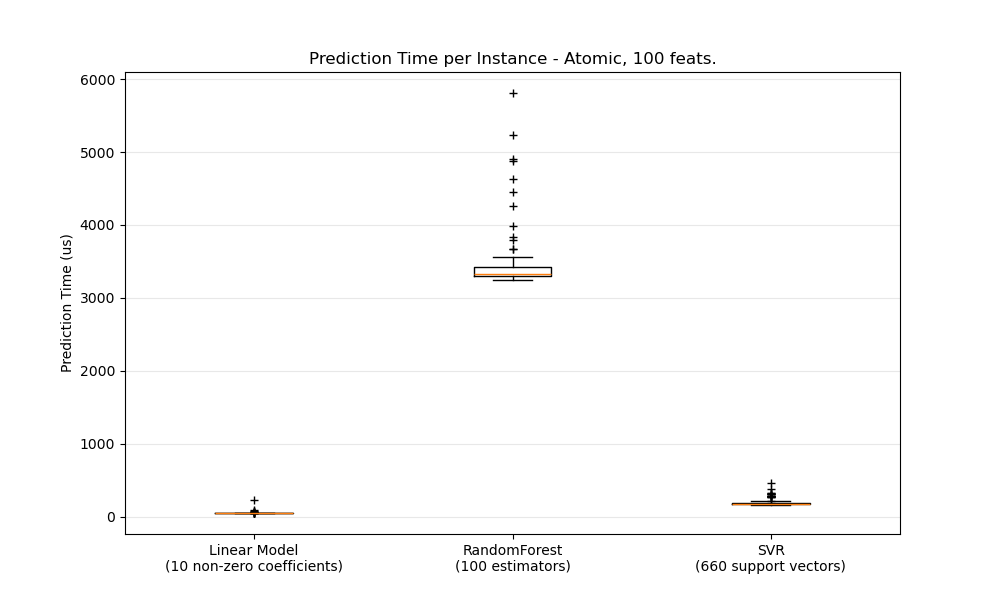 Prediction Time per Instance - Atomic, 100 feats.
6000
5000
4000
3000
2000
1000
0
Prediction Time (us)
Linear Model
(10 non-zero coefficients)
RandomForest
(100 estimators)
SVR
(660 support vectors)